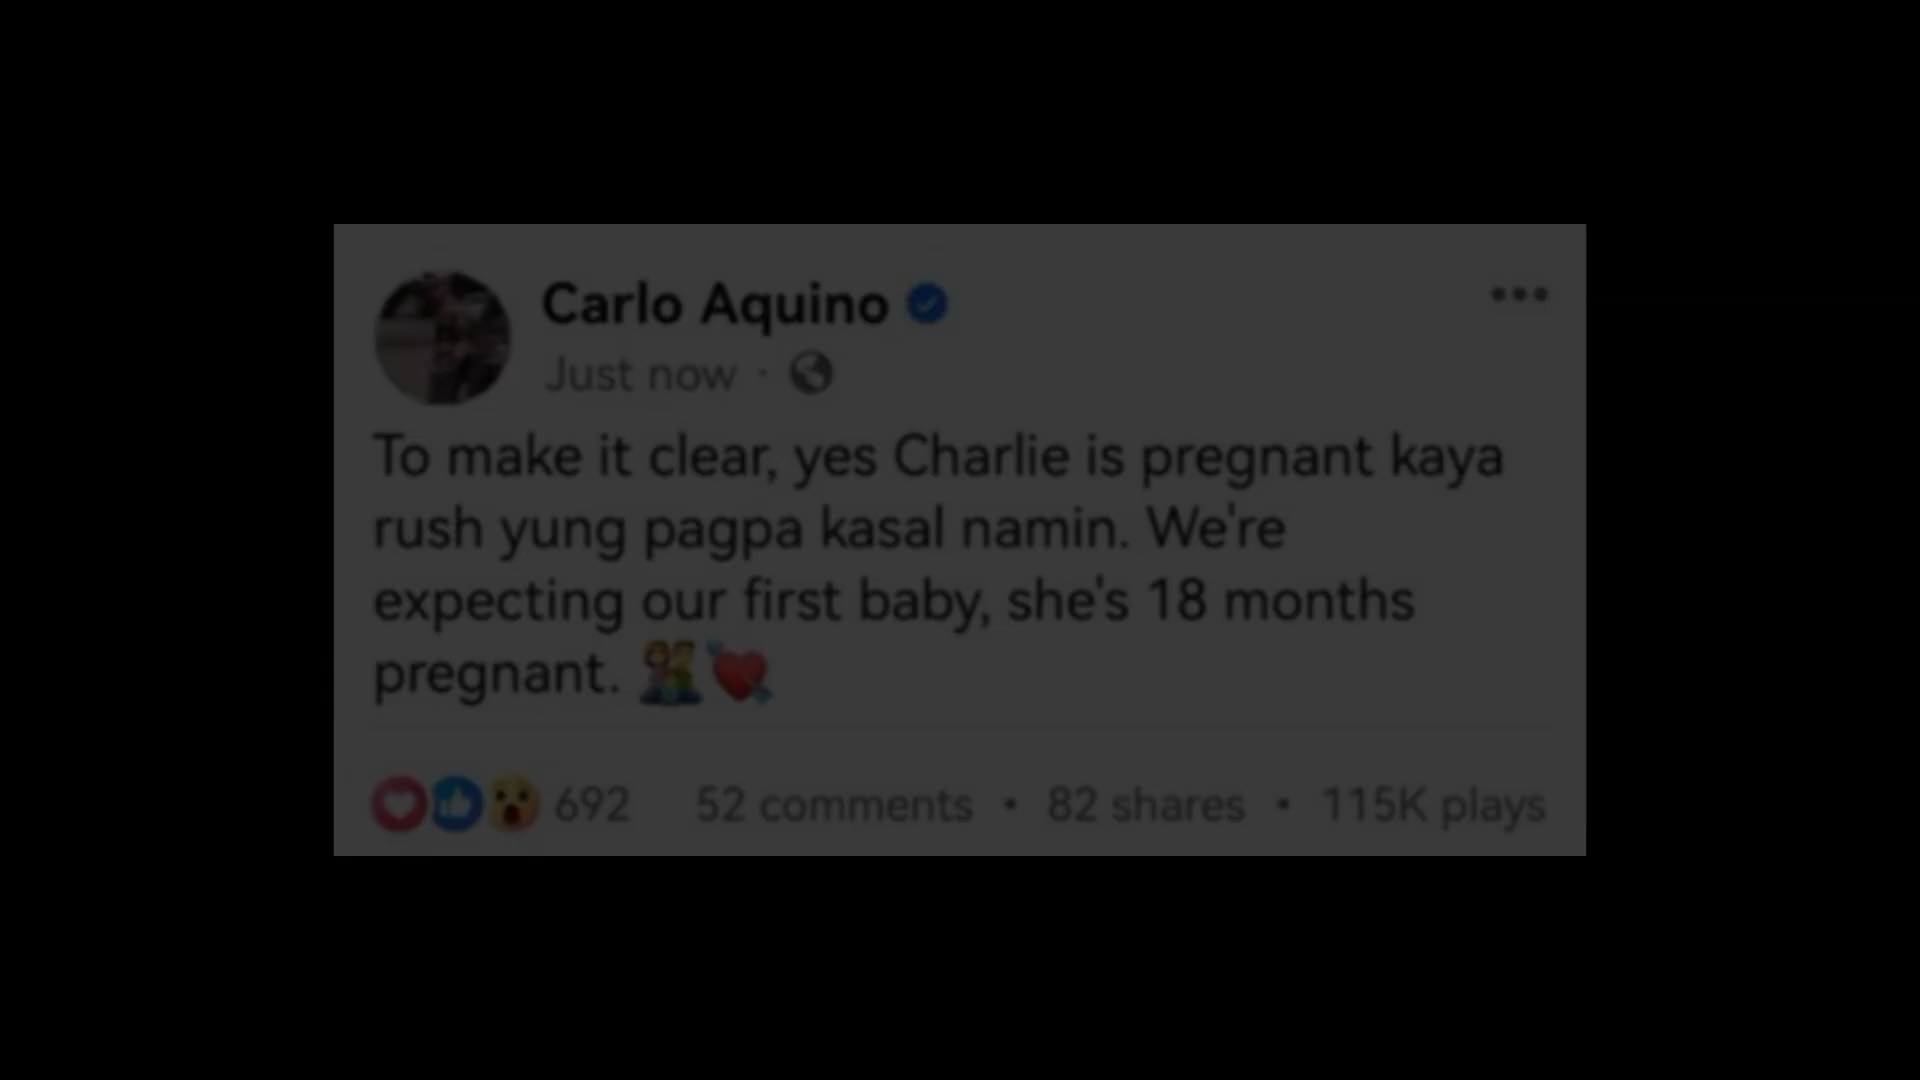 Carlo Aquino
Just now ·
To make it clear, yes Charlie is pregnant kaya
rush yung pagpa kasal namin. We're
expecting our first baby, she's 18 months
pregnant. 👫💘
692 52 comments • 82 shares • 115K plays